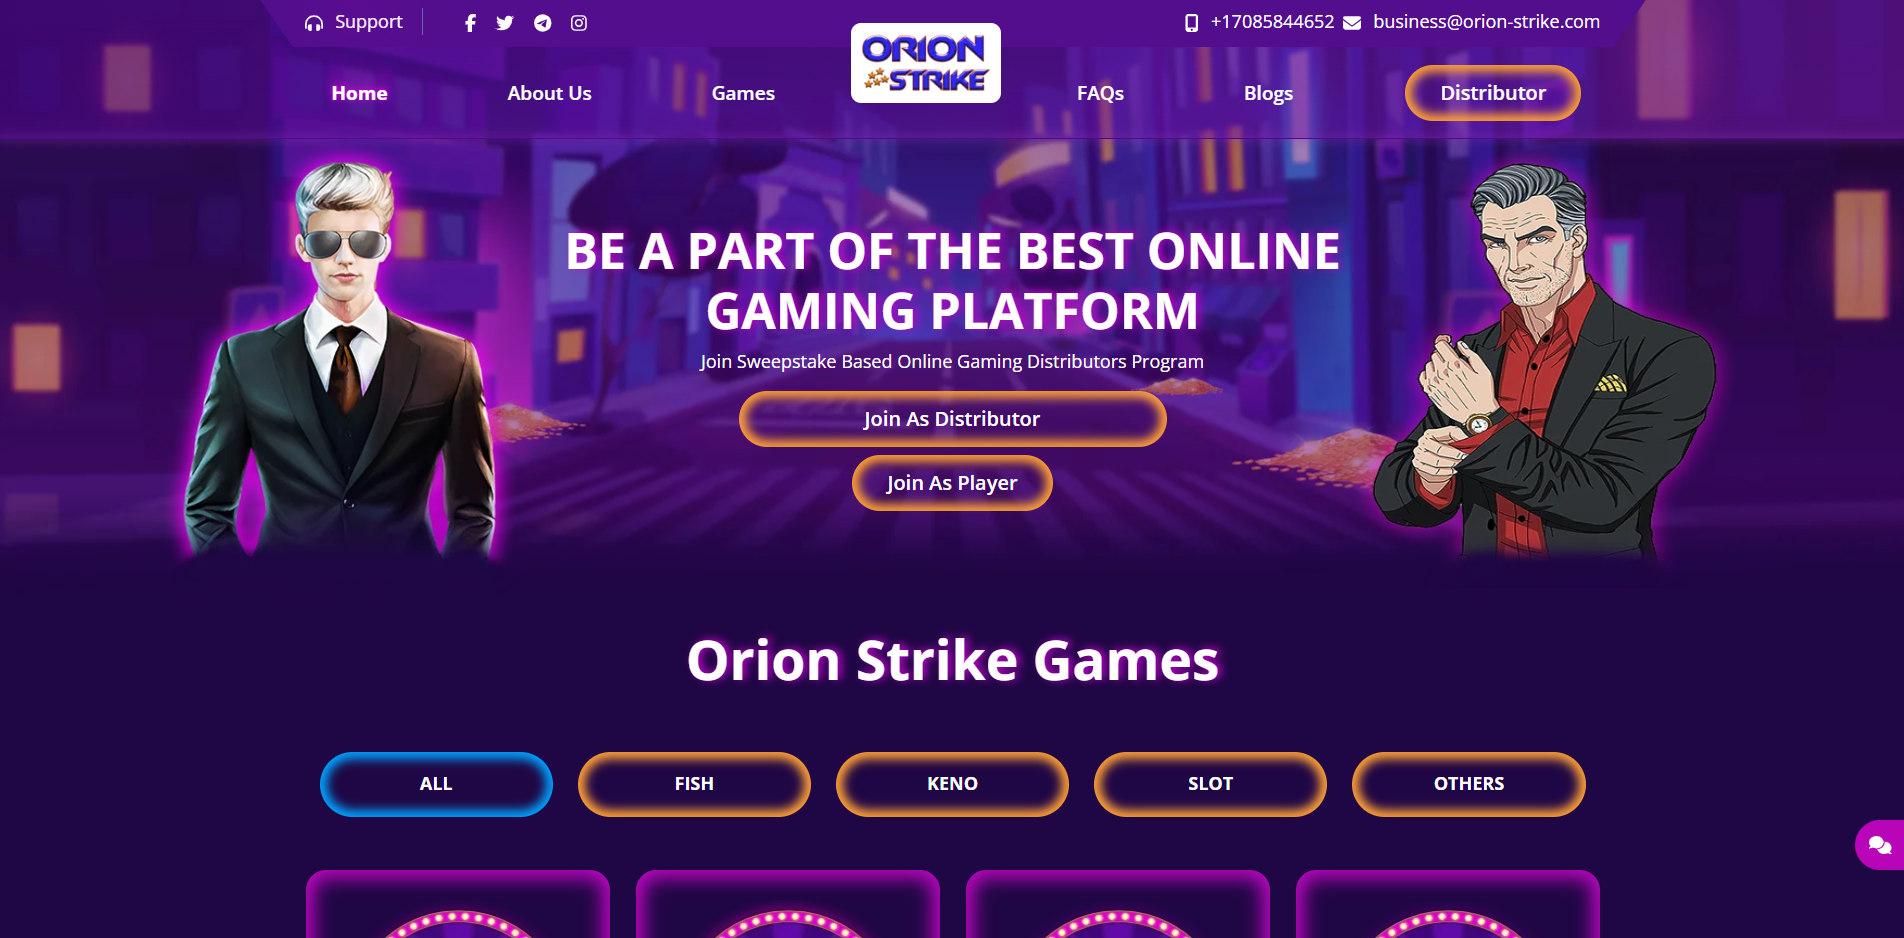 Support
+17085844652
business@orion-strike.com
Home
About Us
Games
ORION
STRIKE
FAQs
Blogs
Distributor
BE A PART OF THE BEST ONLINE
GAMING PLATFORM
Join Sweepstake Based Online Gaming Distributors Program
Join As Distributor
Join As Player
Orion Strike Games
ALL
FISH
KENO
SLOT
OTHERS